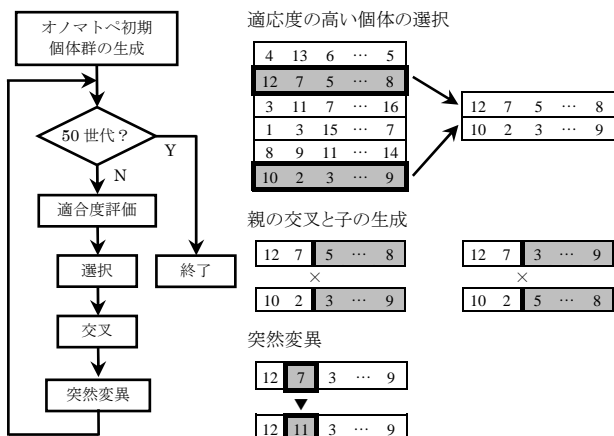 オノマトペ初期
個体群の生成
50 世代？
Y
N
適合度評価
選択
終了
交叉
突然変異
適応度の高い個体の選択
4 13 6 … 5
12 7 5 … 8
3 11 7 … 16
1 3 15 … 7
8 9 11 … 14
10 2 3 … 9
12 7 5 … 8
10 2 3 … 9
親の交叉と子の生成
12 7 5 … 8
×
10 2 3 … 9
12 7 3 … 9
×
10 2 5 … 8
突然変異
12 7 3 … 9
12 11 3 … 9